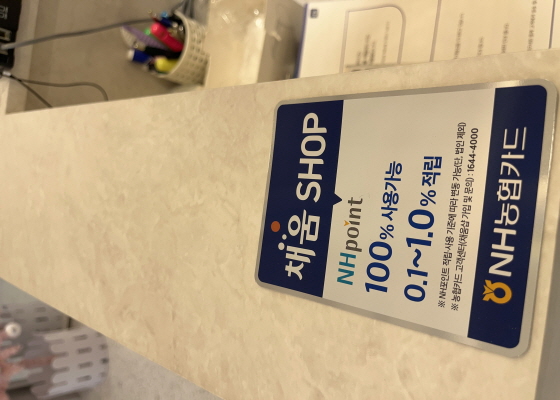 채움 SHOP
NHpoint
100% 사용가능
0.1~1.0% 적립
※ NH포인트 적립 사용 기준에 따라 변동 가능(단, 법인 제외)
※ 농협카드 고객센터(채움샵 가입 및 문의) : 1644-4000
NH농협카드